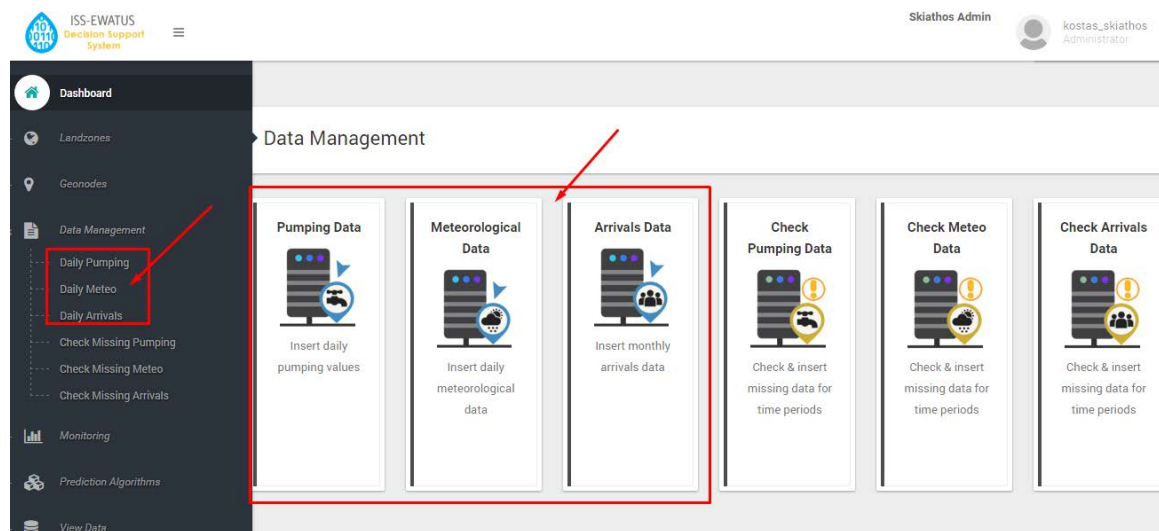 ISS-EWATUS
Decision Support
System
Skiathos Admin
kostas_skiathos
Administrator
Dashboard
Landzones
Geonodes
Data Management
Daily Pumping
Daily Meteo
Daily Arrivals
Check Missing Pumping
Check Missing Meteo
Check Missing Arrivals
Monitoring
Prediction Algorithms
View Data
Data Management
Pumping Data
Insert daily
pumping values
Meteorological
Data
Insert daily
meteorological
data
Arrivals Data
Insert monthly
arrivals data
Check
Pumping Data
Check & insert
missing data for
time periods
Check Meteo
Data
Check & insert
missing data for
time periods
Check Arrivals
Data
Check & insert
missing data for
time periods